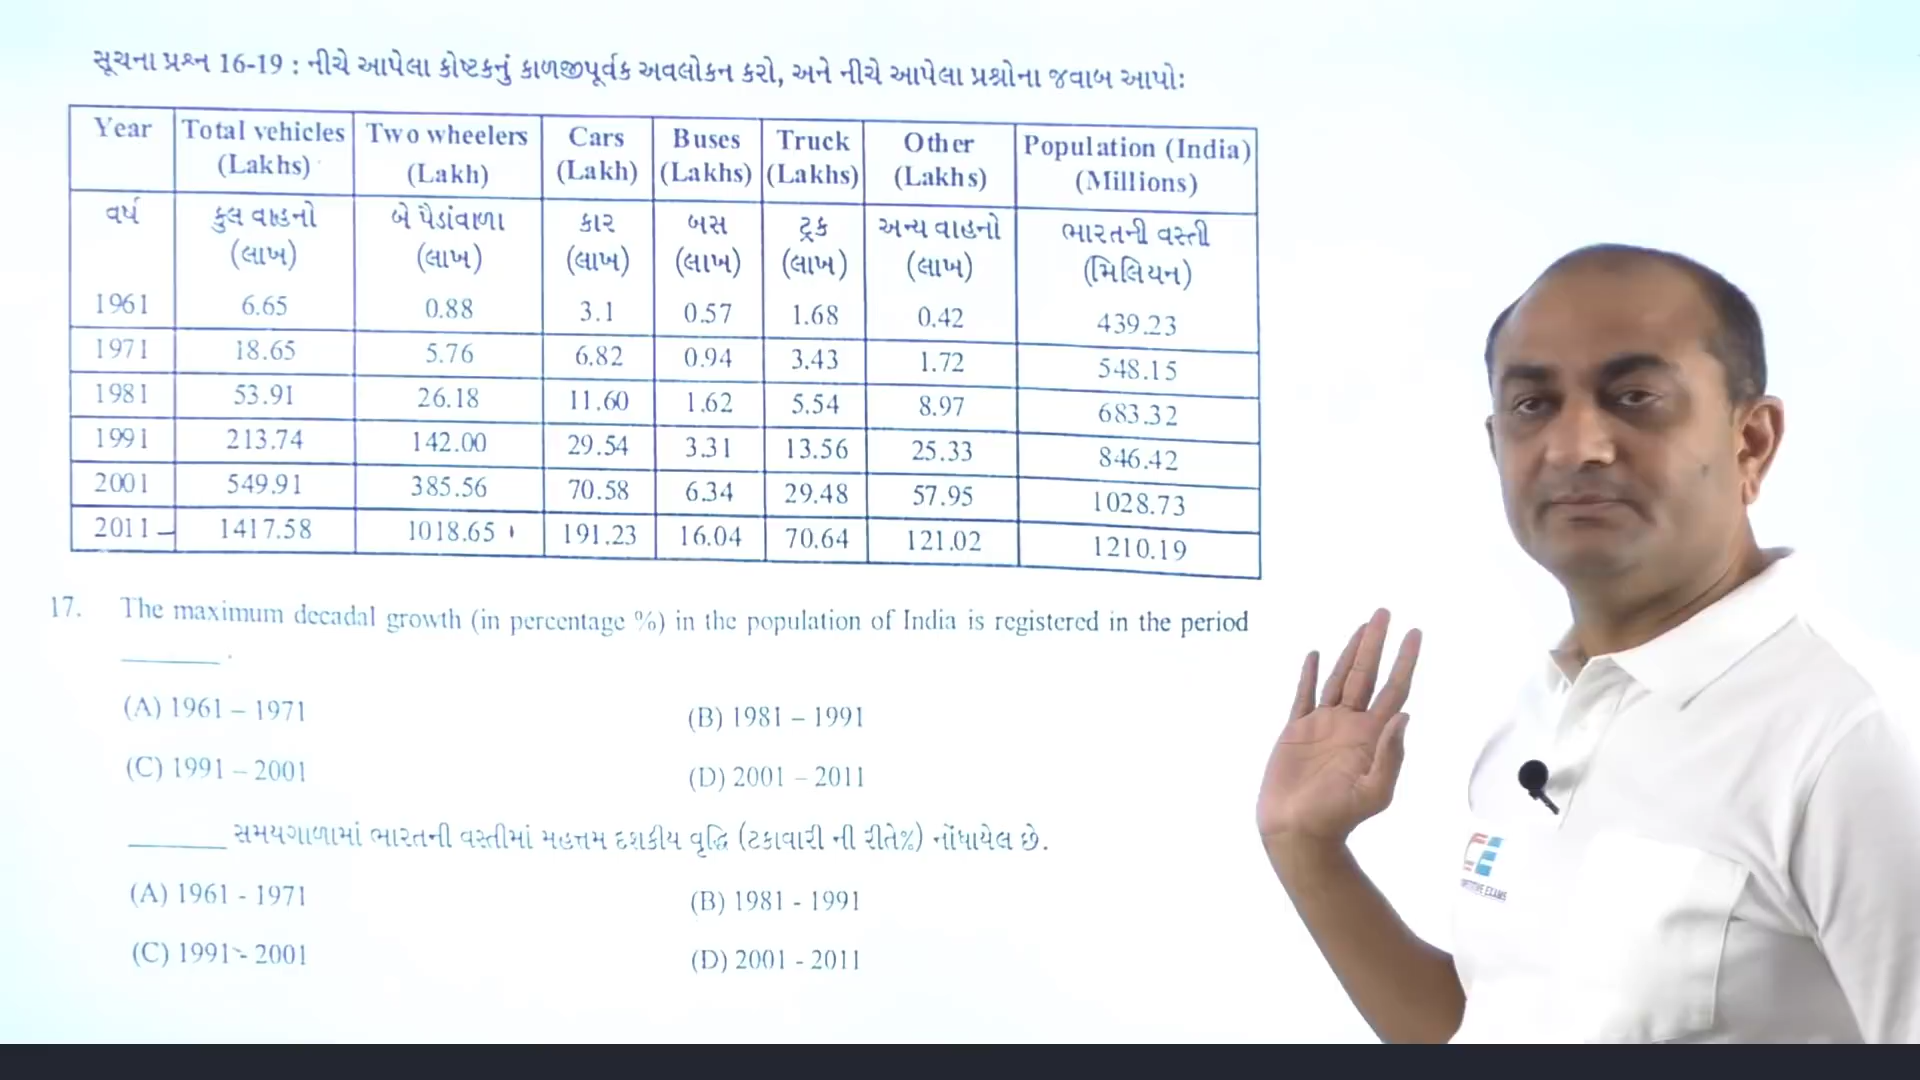 સૂચના પ્રશ્ન 16-19 : નીચે આપેલા કોષ્ટકનું કાળજીપૂર્વક અવલોકન કરો, અને નીચે આપેલા પ્રશ્નોના જવાબ આપો:
Year Total vehicles (Lakhs) Two wheelers (Lakh) Cars (Lakh) Buses (Lakhs) Truck (Lakhs) Other (Lakhs) Population (India) (Millions)
વર્ષ કુલ વાહનો (લાખ) બે પૈડાંવાળા (લાખ) કાર (લાખ) બસ (લાખ) ટ્રક (લાખ) અન્ય વાહનો (લાખ) ભારતની વસ્તી (મિલિયન)
1961 6.65 0.88 3.1 0.57 1.68 0.42 439.23
1971 18.65 5.76 6.82 0.94 3.43 1.72 548.15
1981 53.91 26.18 11.60 1.62 5.54 8.97 683.32
1991 213.74 142.00 29.54 3.31 13.56 25.33 846.42
2001 549.91 385.56 70.58 6.34 29.48 57.95 1028.73
2011 1417.58 1018.65 191.23 16.04 70.64 121.02 1210.19
17. The maximum decadal growth (in percentage %) in the population of India is registered in the period
______ .
(A) 1961 – 1971 (B) 1981 – 1991
(C) 1991 – 2001 (D) 2001 – 2011
______ સમયગાળામાં ભારતની વસ્તીમાં મહત્તમ દશકીય વૃદ્ધિ (ટકાવારી ની રીતે%) નોંધાયેલ છે.
(A) 1961 - 1971 (B) 1981 - 1991
(C) 1991 - 2001 (D) 2001 - 2011
CE
EXAMS